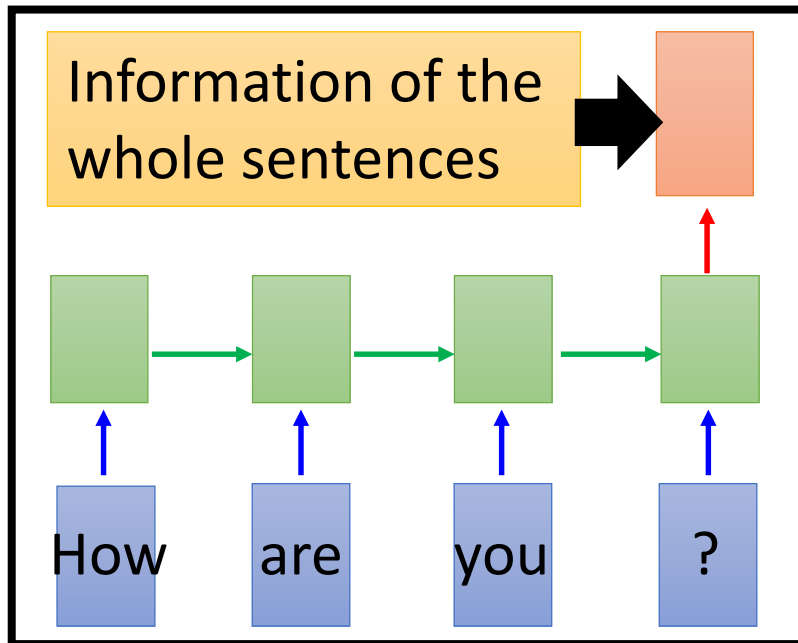 Information of the
whole sentences
How are you ?